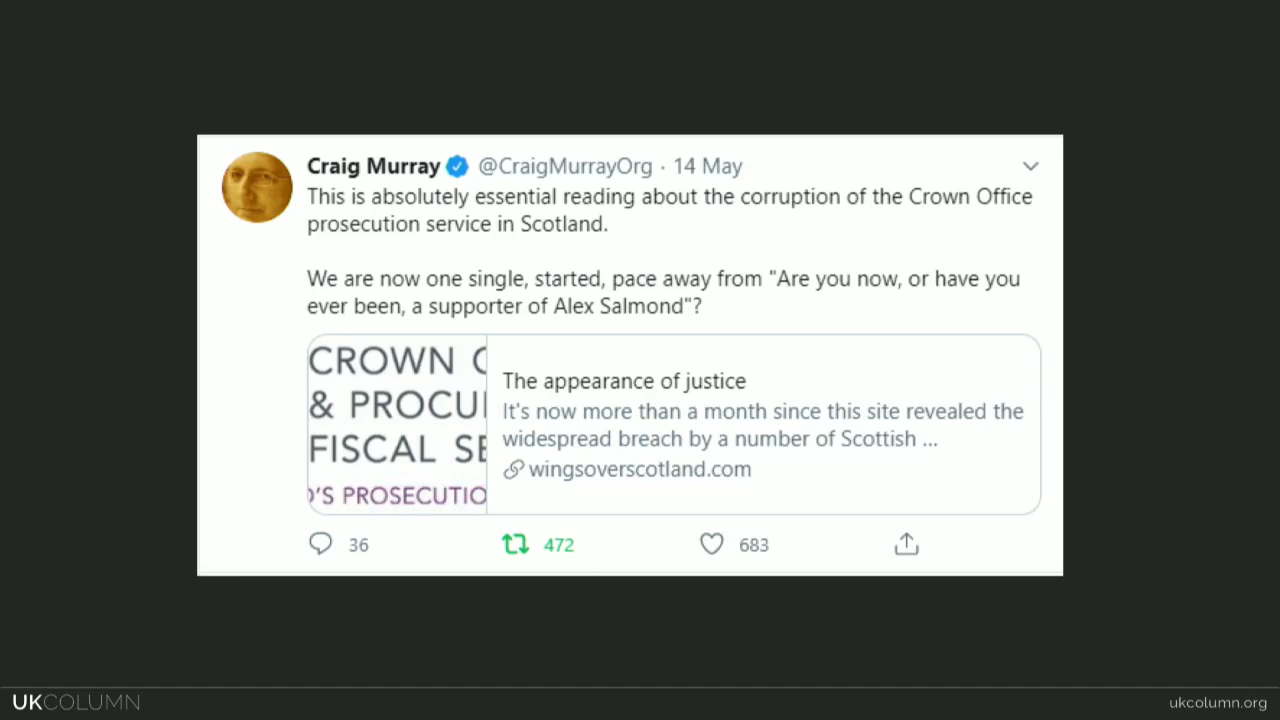 Craig Murray @CraigMurrayOrg · 14 May
This is absolutely essential reading about the corruption of the Crown Office
prosecution service in Scotland.
We are now one single, started, pace away from "Are you now, or have you
ever been, a supporter of Alex Salmond"?
CROWN O
& PROCU
FISCAL SE
D'S PROSECUTIO
The appearance of justice
It's now more than a month since this site revealed the
widespread breach by a number of Scottish ...
wingsoverscotland.com
36 472 683
UKCOLUMN ukcolumn.org